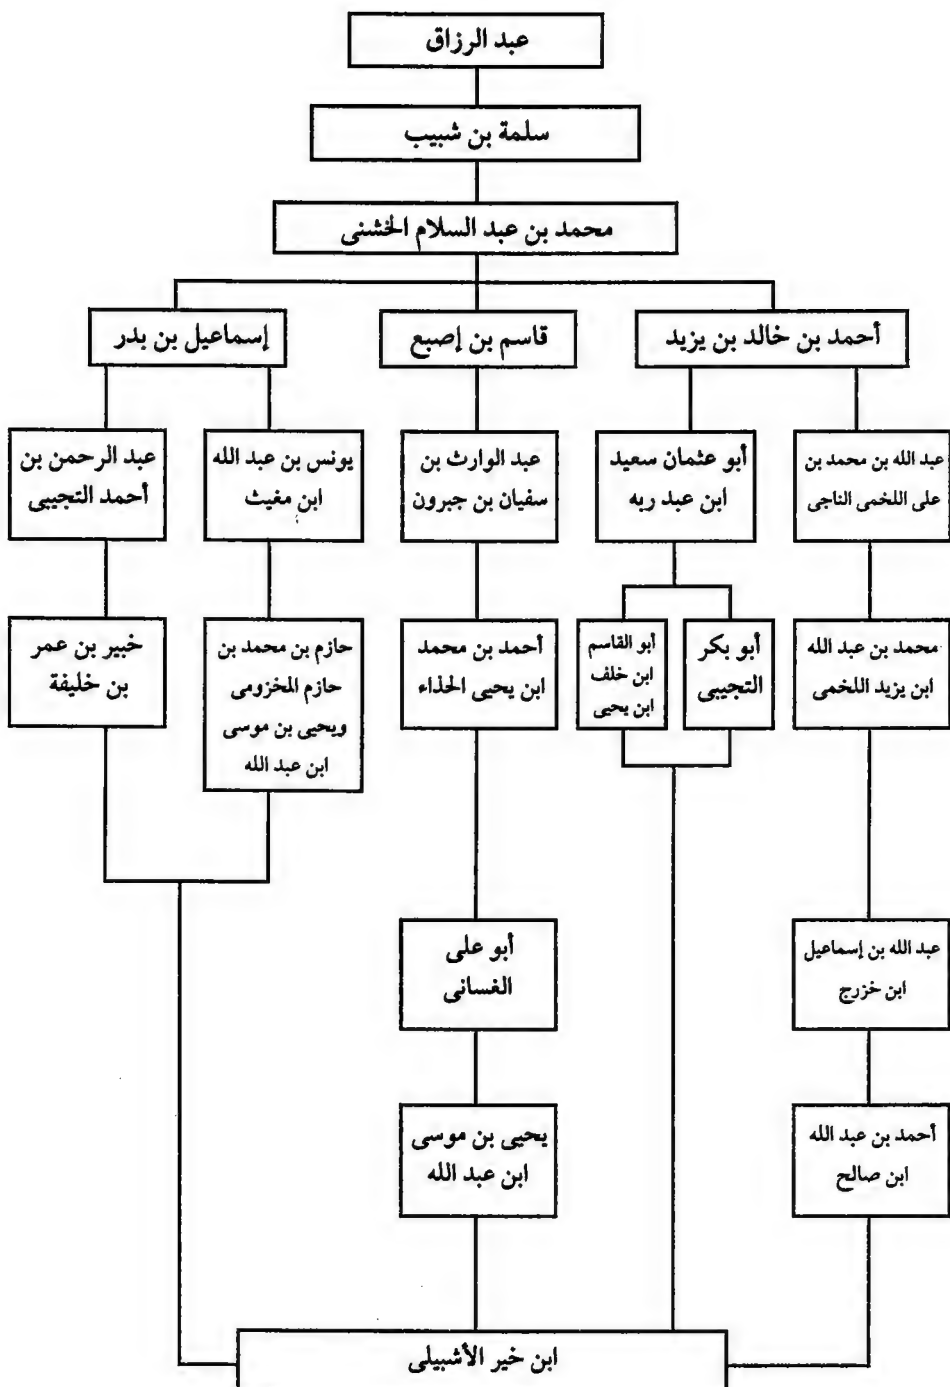 عبد الرزاق
سلمة بن شبيب
محمد بن عبد السلام الخشنى
أحمد بن خالد بن يزيد
قاسم بن إصبع
إسماعيل بن بدر
عبد الله بن محمد بن
على اللخمى الناجى
أبو عثمان سعيد
ابن عبد ربه
عبد الوارث بن
سفيان بن جبرون
يونس بن عبد الله
ابن مغيث
عبد الرحمن بن
أحمد التجيبى
محمد بن عبد الله
ابن يزيد اللخمى
أبو بكر
التجيبى
أبو القاسم
ابن خلف
ابن يحيى
أحمد بن محمد
ابن يحيى الحذاء
حازم بن محمد بن
حازم المخزومى
ويحيى بن موسى
ابن عبد الله
خبير بن عمر
بن خليفة
عبد الله بن إسماعيل
ابن خزرج
أبو على
الغسانى
أحمد بن عبد الله
ابن صالح
يحيى بن موسى
ابن عبد الله
ابن خير الأشبيلى